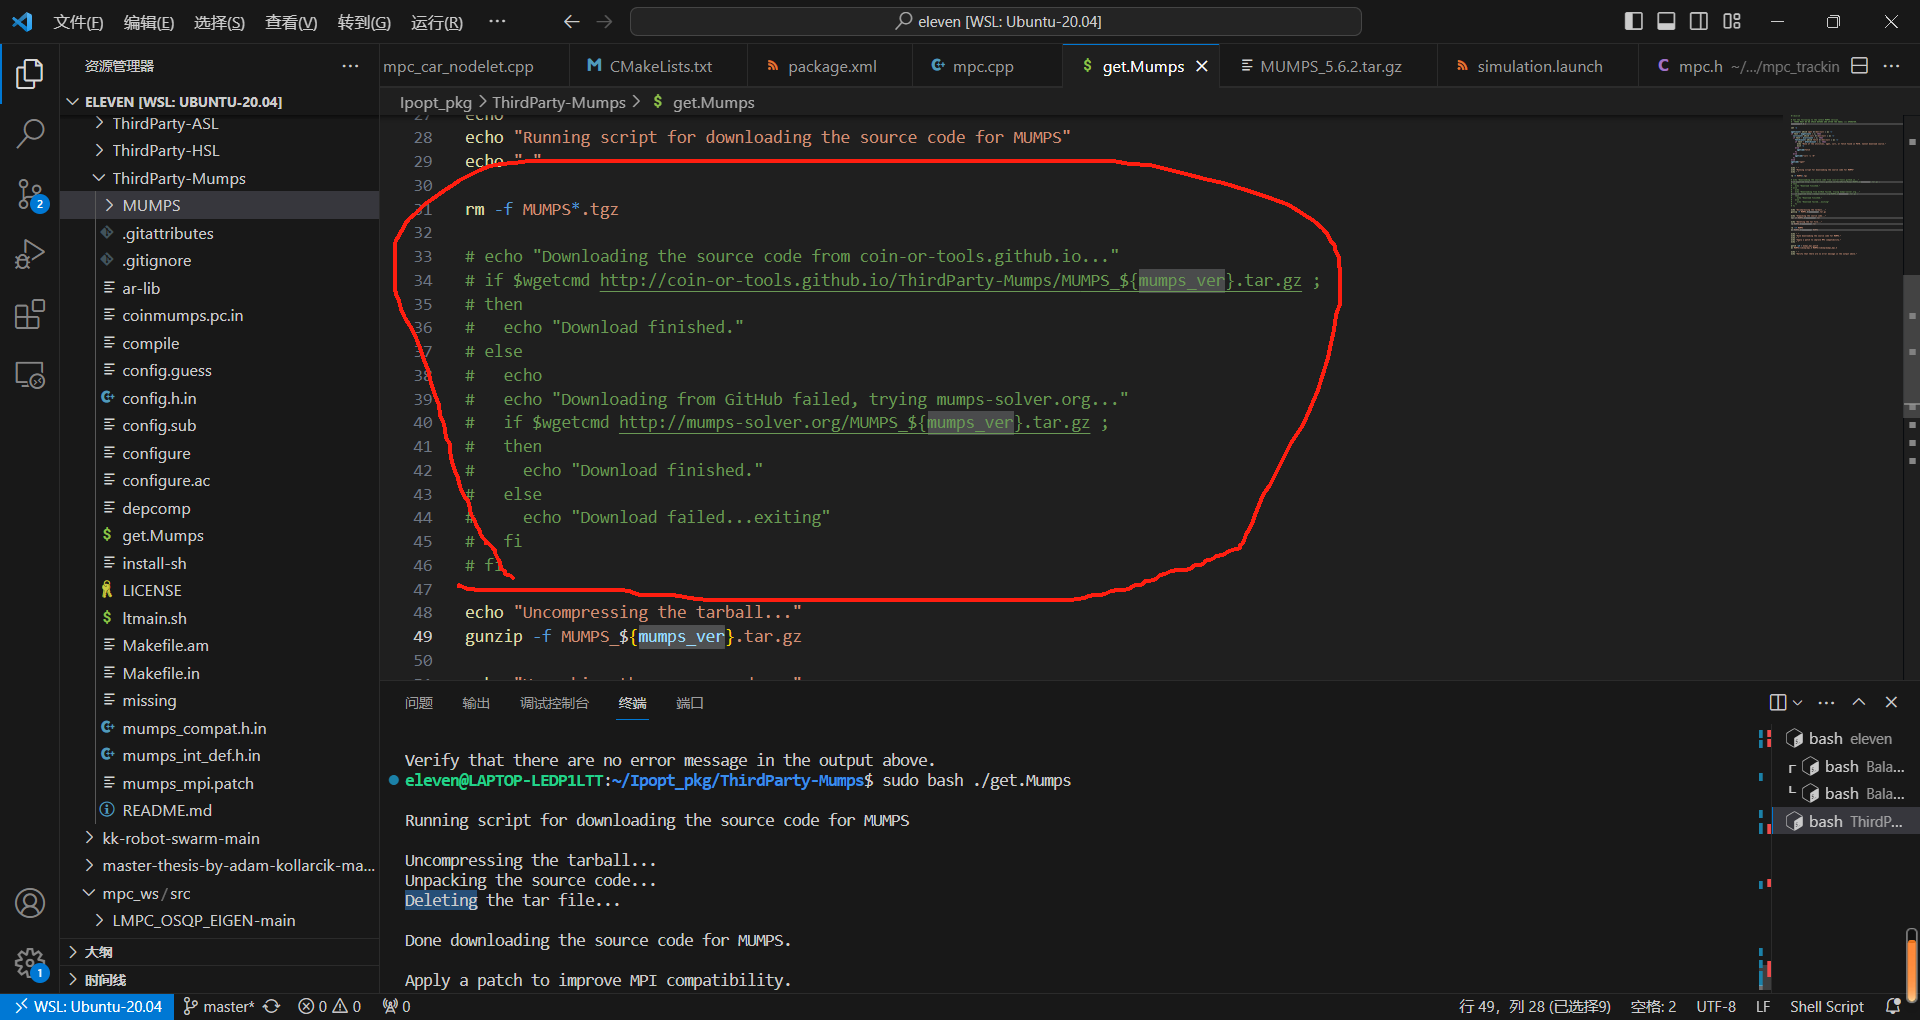 文件(F) 编辑(E) 选择(S) 查看(V) 转到(G) 运行(R) ··· eleven [WSL: Ubuntu-20.04]
资源管理器 ···
mpc_car_nodelet.cpp CMakeLists.txt package.xml mpc.cpp $ get.Mumps MUMPS_5.6.2.tar.gz simulation.launch C mpc.h ~/.../mpc_trackin
Ipopt_pkg > ThirdParty-Mumps > $ get.Mumps
ELEVEN [WSL: UBUNTU-20.04]
ThirdParty-ASL
ThirdParty-HSL
ThirdParty-Mumps
MUMPS
.gitattributes
.gitignore
ar-lib
coinmumps.pc.in
compile
config.guess
config.h.in
config.sub
configure
configure.ac
depcomp
$ get.Mumps
install-sh
LICENSE
$ ltmain.sh
Makefile.am
Makefile.in
missing
mumps_compat.h.in
mumps_int_def.h.in
mumps_mpi.patch
README.md
kk-robot-swarm-main
master-thesis-by-adam-kollarcik-ma...
mpc_ws / src
LMPC_OSQP_EIGEN-main
大纲
时间线
2
1
27 echo
28 echo "Running script for downloading the source code for MUMPS"
29 echo " "
30
31 rm -f MUMPS*.tgz
32
33 # echo "Downloading the source code from coin-or-tools.github.io..."
34 # if $wgetcmd http://coin-or-tools.github.io/ThirdParty-Mumps/MUMPS_${mumps_ver}.tar.gz ;
35 # then
36 #   echo "Download finished."
37 # else
38 #   echo
39 #   echo "Downloading from GitHub failed, trying mumps-solver.org..."
40 #   if $wgetcmd http://mumps-solver.org/MUMPS_${mumps_ver}.tar.gz ;
41 #   then
42 #     echo "Download finished."
43 #   else
44 #     echo "Download failed...exiting"
45 #   fi
46 # fi
47
48 echo "Uncompressing the tarball..."
49 gunzip -f MUMPS_${mumps_ver}.tar.gz
50
问题 输出 调试控制台 终端 端口
Verify that there are no error message in the output above.
eleven@LAPTOP-LEDP1LTT:~/Ipopt_pkg/ThirdParty-Mumps$ sudo bash ./get.Mumps
Running script for downloading the source code for MUMPS
Uncompressing the tarball...
Unpacking the source code...
Deleting the tar file...
Done downloading the source code for MUMPS.
Apply a patch to improve MPI compatibility.
bash eleven
bash Bala...
bash Bala...
bash ThirdP...
WSL: Ubuntu-20.04 master* 0 0 0 行 49，列 28 (已选择9) 空格: 2 UTF-8 LF Shell Script